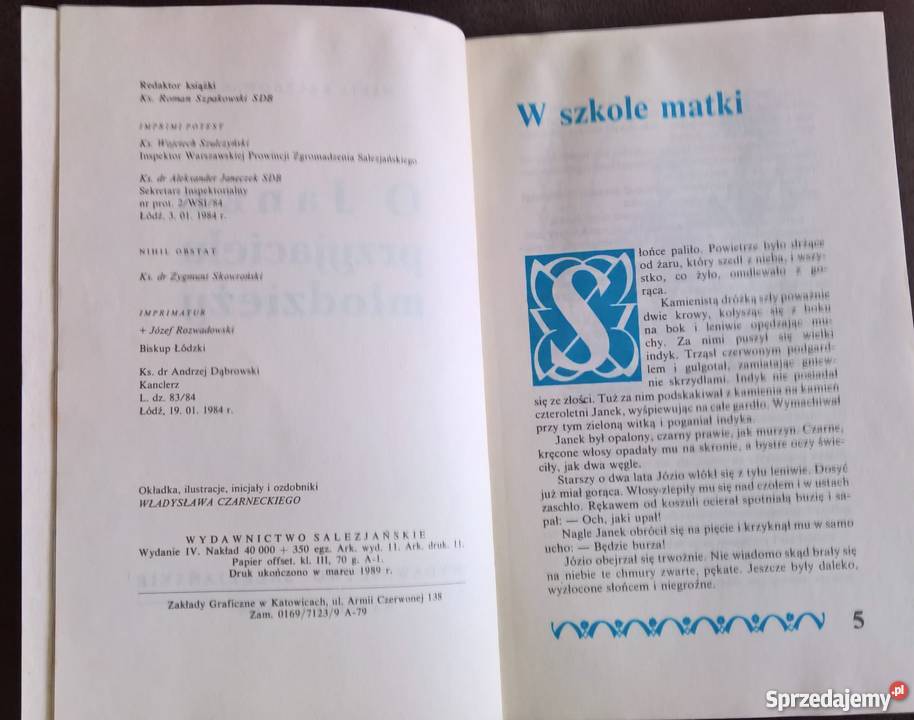 Redaktor książki
Ks. Roman Szpakowski SDB
IMPRIMI POTEST
Ks. Wojciech Szulczyński
Inspektor Warszawskiej Prowincji Zgromadzenia Salezjańskiego
Ks. dr Aleksander Janeczek SDB
Sekretarz Inspektorialny
nr prot. 2/WSI/84
Łódź, 3. 01. 1984 r.
NIHIL OBSTAT
Ks. dr Zygmunt Skowroński
IMPRIMATUR
+ Józef Rozwadowski
Biskup Łódzki
Ks. dr Andrzej Dąbrowski
Kanclerz
L. dz. 83/84
Łódź, 19. 01. 1984 r.
Okładka, ilustracje, inicjały i ozdobniki
WŁADYSŁAWA CZARNECKIEGO
WYDAWNICTWO SALEZJAŃSKIE
Wydanie IV. Nakład 40 000 + 350 egz. Ark. wyd. 11. Ark. druk. 11.
Papier offset. kl. III, 70 g. A-1.
Druk ukończono w marcu 1989 r.
Zakłady Graficzne w Katowicach, ul. Armii Czerwonej 138
Zam. 0169/7123/9 A-79
W szkole matki
Słońce paliło. Powietrze było drżące
od żaru, który szedł z nieba, i wszy-
stko, co żyło, omdlewało z go-
rąca.
Kamienistą dróżką szły poważnie
dwie krowy, kołysząc się z boku
na bok i leniwie opędzając mu-
chy. Za nimi puszył się wielki
indyk. Trząsł czerwonym podgard-
lem i gulgotał, zamiatając gniew-
nie skrzydłami. Indyk nie posiadał
się ze złości. Tuż za nim podskakiwał z kamienia na kamień
czteroletni Janek, wyśpiewując na całe gardło. Wymachiwał
przy tym zieloną witką i poganiał indyka.
Janek był opalony, czarny prawie, jak murzyn. Czarne,
kręcone włosy opadały mu na skronie, a bystre oczy świe-
ciły, jak dwa węgle.
Starszy o dwa lata Józio wlókł się z tyłu leniwie. Dosyć
już miał gorąca. Włosy zlepiły mu się nad czołem i w ustach
zaschło. Rękawem od koszuli ocierał spotniałą buzię i sa-
pał: — Och, jaki upał!
Nagle Janek obrócił się na pięcie i krzyknął mu w samo
ucho: — Będzie burza!
Józio obejrzał się trwożnie. Nie wiadomo skąd brały się
na niebie te chmury zwarte, pękate. Jeszcze były daleko,
wyzłocone słońcem i niegroźne.
5
Sprzedajemy.pl